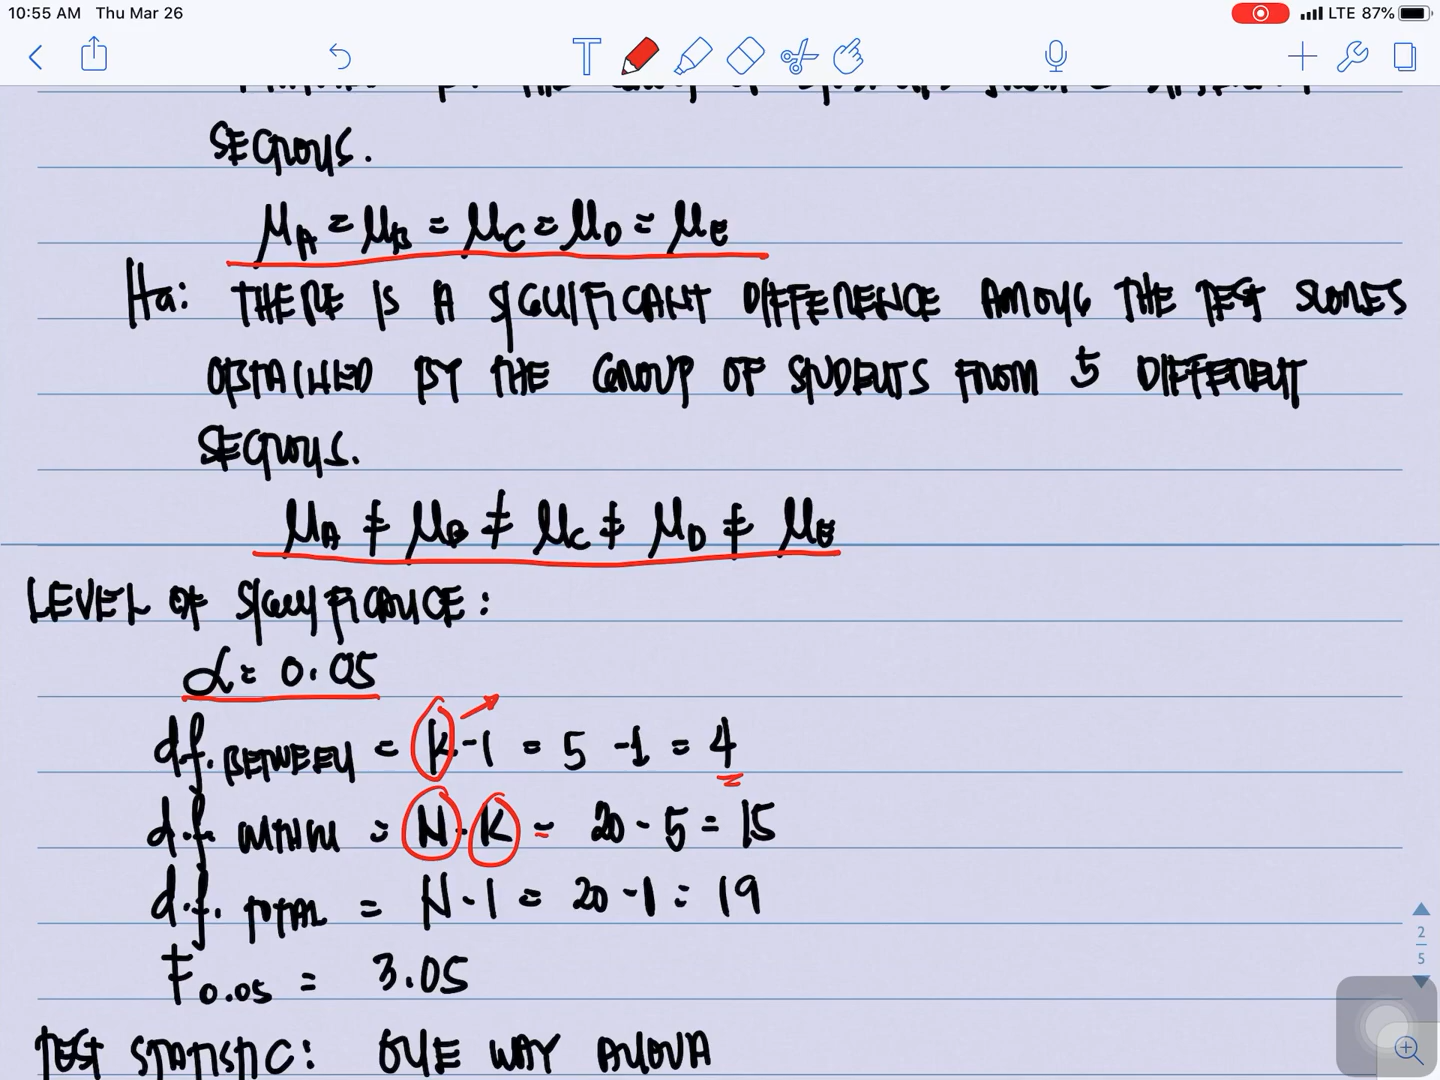 10:55 AM Thu Mar 26
LTE 87%
SECTIONS.
μA = μB = μC = μD = μE
Ha: THERE IS A SIGNIFICANT DIFFERENCE AMONG THE TEST SCORES
OBTAINED BY THE GROUP OF STUDENTS FROM 5 DIFFERENT
SECTIONS.
μA ≠ μB ≠ μC ≠ μD ≠ μE
LEVEL OF SIGNIFICANCE:
α = 0.05
d.f. BETWEEN = K - 1 = 5 - 1 = 4
d.f. WITHIN = N - K = 20 - 5 = 15
d.f. TOTAL = N - 1 = 20 - 1 = 19
F0.05 = 3.05
TEST STATISTIC: ONE WAY ANOVA
2
5